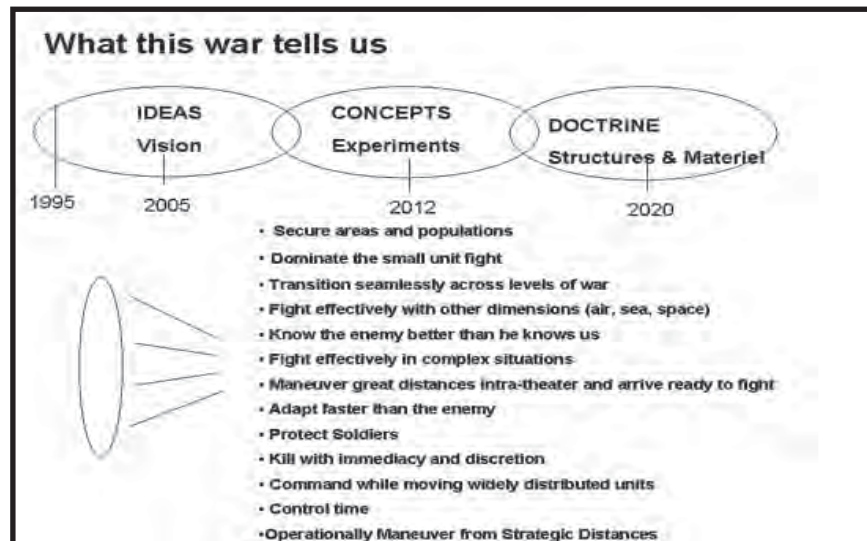 What this war tells us
IDEAS
Vision
CONCEPTS
Experiments
DOCTRINE
Structures & Materiel
1995
2005
2012
2020
• Secure areas and populations
• Dominate the small unit fight
• Transition seamlessly across levels of war
• Fight effectively with other dimensions (air, sea, space)
• Know the enemy better than he knows us
• Fight effectively in complex situations
• Maneuver great distances intra-theater and arrive ready to fight
• Adapt faster than the enemy
• Protect Soldiers
• Kill with immediacy and discretion
• Command while moving widely distributed units
• Control time
•Operationally Maneuver from Strategic Distances